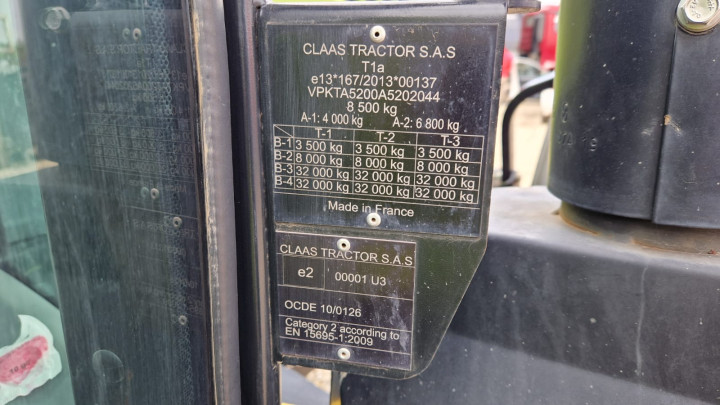 CLAAS TRACTOR S.A.S
T1a
e13*167/2013*00137
VPKTA5200A5202044
8 500 kg
A-1: 4 000 kg A-2: 6 800 kg
T-1 T-2 T-3
B-1 3 500 kg 3 500 kg 3 500 kg
B-2 8 000 kg 8 000 kg 8 000 kg
B-3 32 000 kg 32 000 kg 32 000 kg
B-4 32 000 kg 32 000 kg 32 000 kg
Made in France
CLAAS TRACTOR S.A.S
e2 00001 U3
OCDE 10/0126
Category 2 according to
EN 15695-1:2009